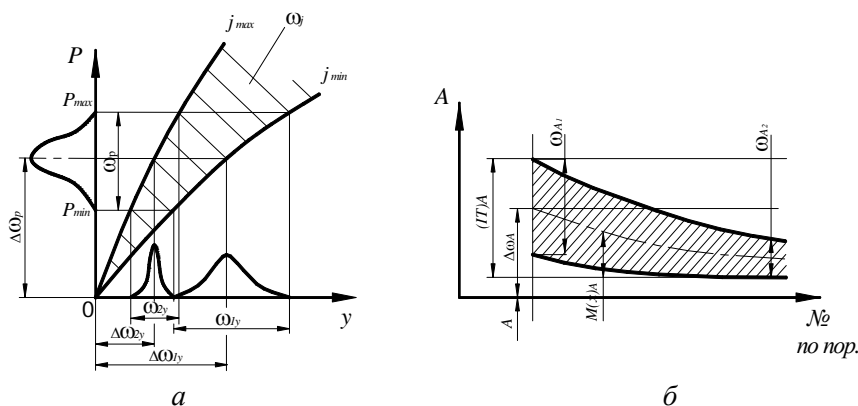 j max
ωj
P
j min
Pmax
ωp
Pmin
Δωp
0
ω2y
ω1y
y
Δω2y
Δω1y
а
A
ωA1
ωA2
(IT)A
ΔωA
M(x)A
A
№
по пор.
б